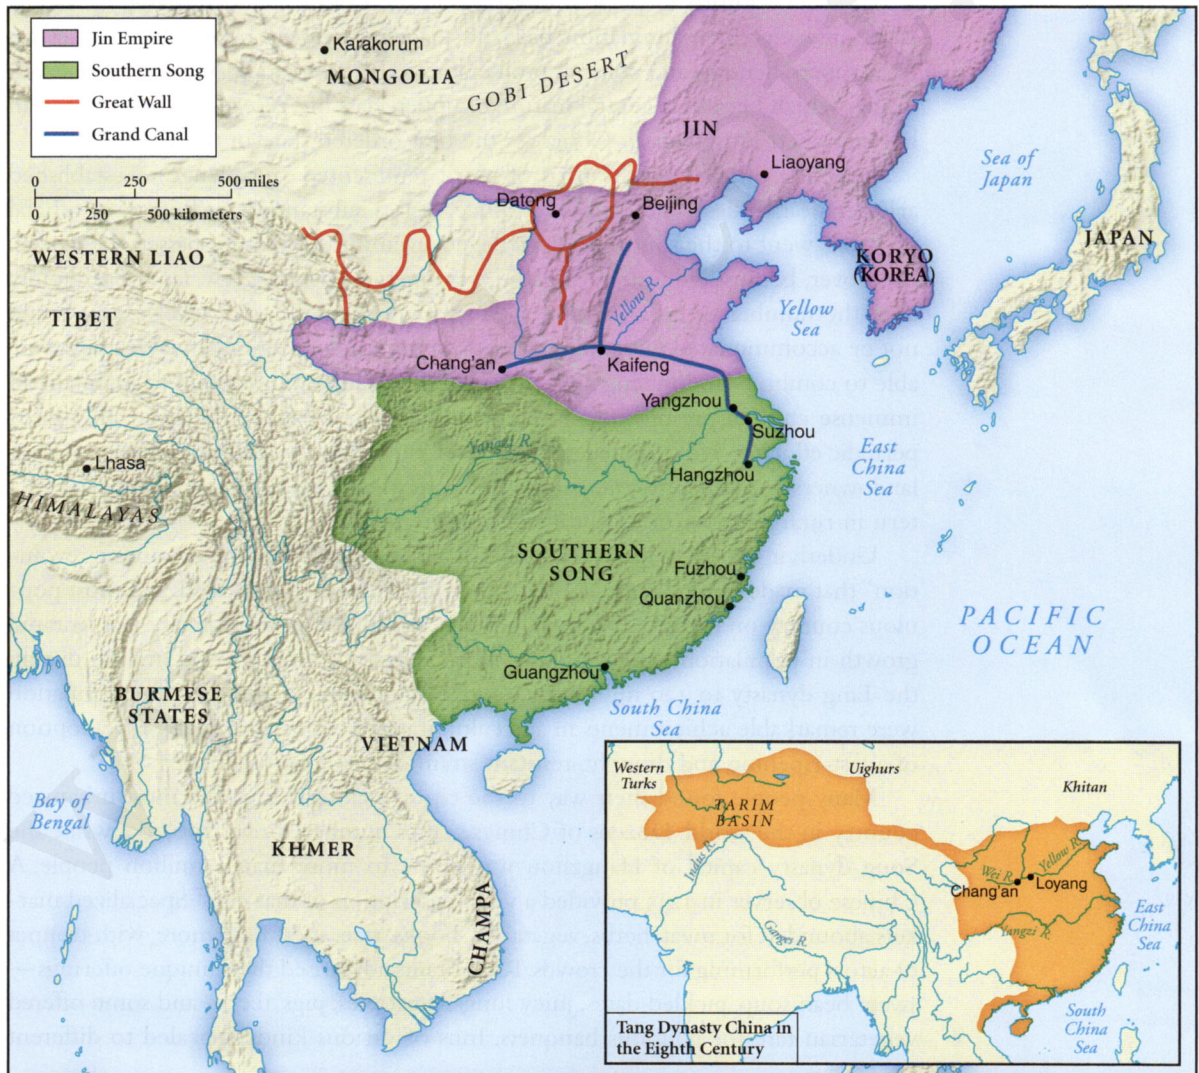 Jin Empire
Southern Song
Great Wall
Grand Canal
0 250 500 miles
0 250 500 kilometers
Karakorum
MONGOLIA
GOBI DESERT
JIN
Liaoyang
Sea of
Japan
Datong
Beijing
WESTERN LIAO
KORYO
(KOREA)
JAPAN
TIBET
Yellow R.
Yellow
Sea
Chang'an
Kaifeng
Yangzhou
Suzhou
Yangzi R.
Lhasa
Hangzhou
East
China
Sea
HIMALAYAS
SOUTHERN
SONG
Fuzhou
Quanzhou
PACIFIC
OCEAN
Guangzhou
BURMESE
STATES
South China
Sea
VIETNAM
Bay of
Bengal
KHMER
CHAMPA
Western
Turks
Uighurs
Khitan
TARIM
BASIN
Indus R.
Wei R.
Yellow R.
Chang'an
Loyang
Ganges R.
Yangzi R.
East
China
Sea
South
China
Sea
Tang Dynasty China in
the Eighth Century